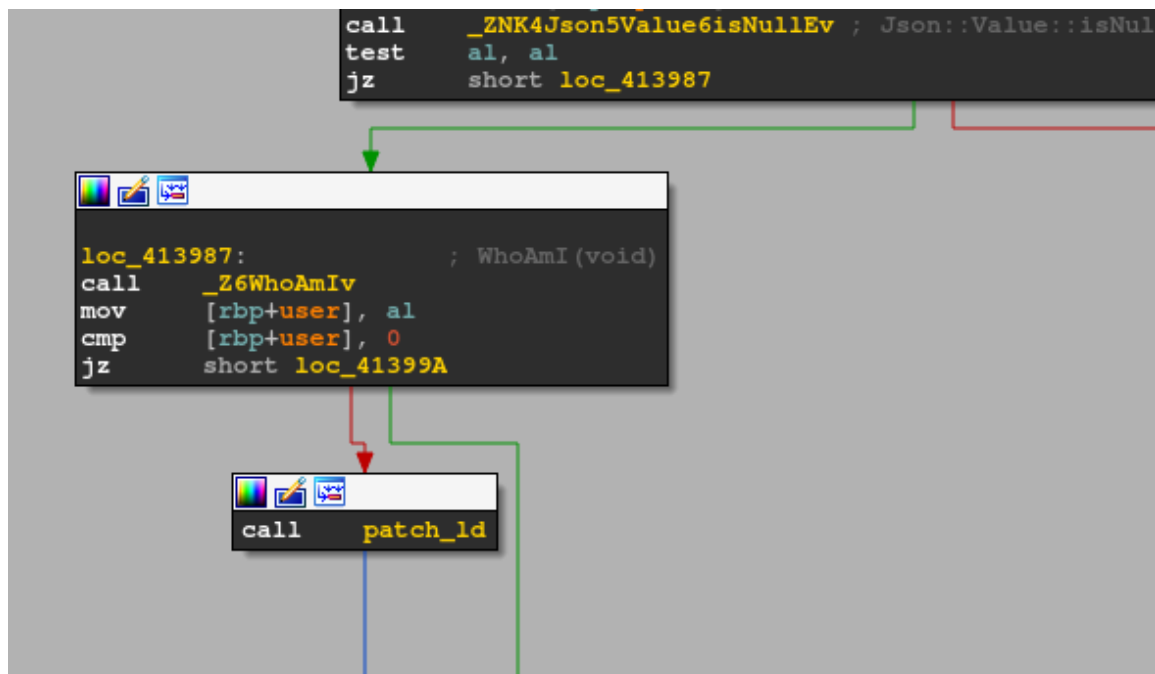 call _ZNK4Json5Value6isNullEv ; Json::Value::isNul
test al, al
jz short loc_413987
loc_413987: ; WhoAmI(void)
call _Z6WhoAmIv
mov [rbp+user], al
cmp [rbp+user], 0
jz short loc_41399A
call patch_ld